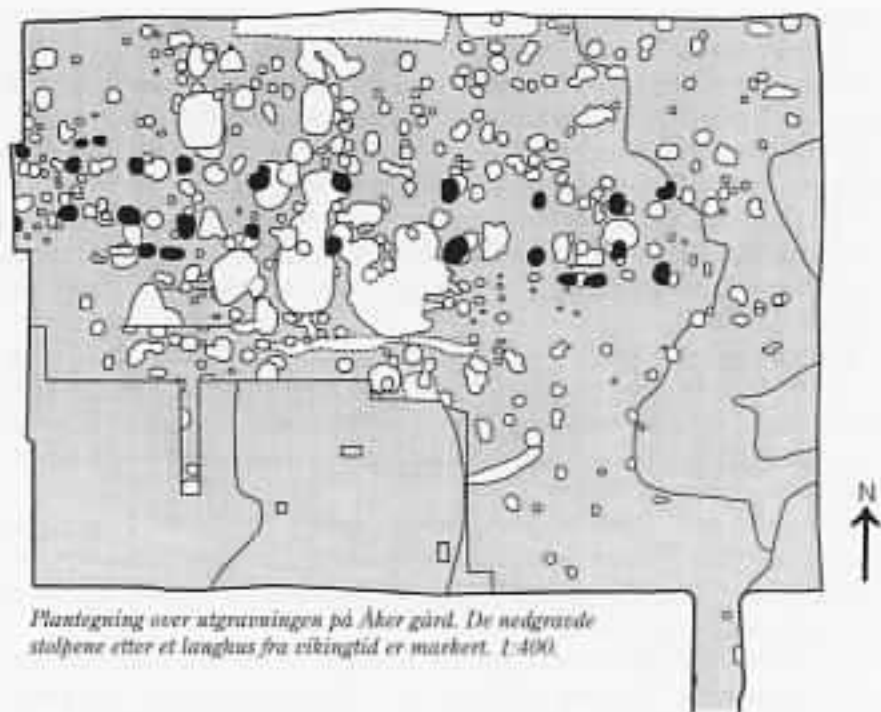 N
Plantegning over utgravningen på Åker gård. De nedgravde
stolpene etter et langhus fra vikingtid er markert. 1:400.